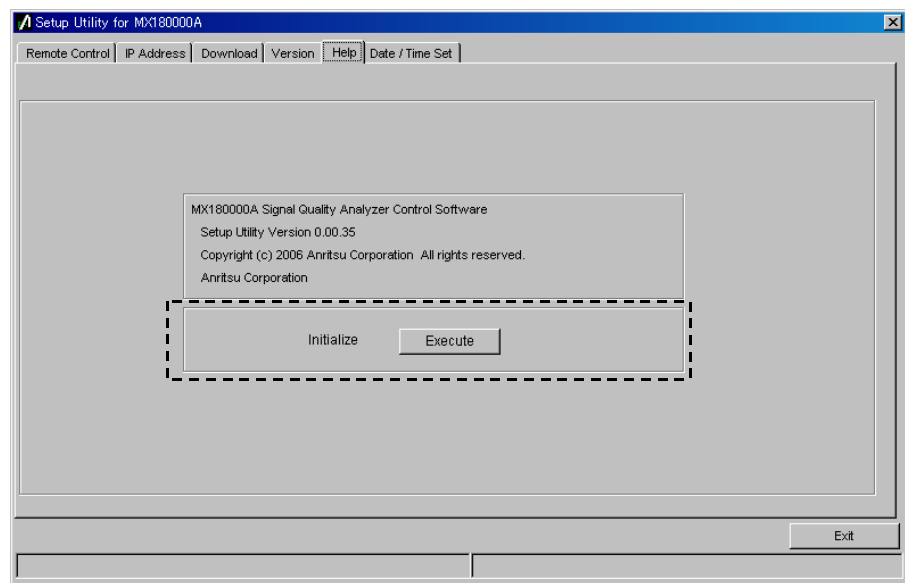 Setup Utility for MX180000A
Remote Control IP Address Download Version Help Date / Time Set
MX180000A Signal Quality Analyzer Control Software
Setup Utility Version 0.00.35
Copyright (c) 2006 Anritsu Corporation All rights reserved.
Anritsu Corporation
Initialize Execute
Exit